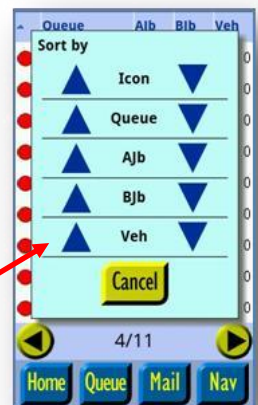 Queue AJb BJb Veh
Sort by
Icon
Queue
AJb
BJb
Veh
Cancel
4/11
Home Queue Mail Nav